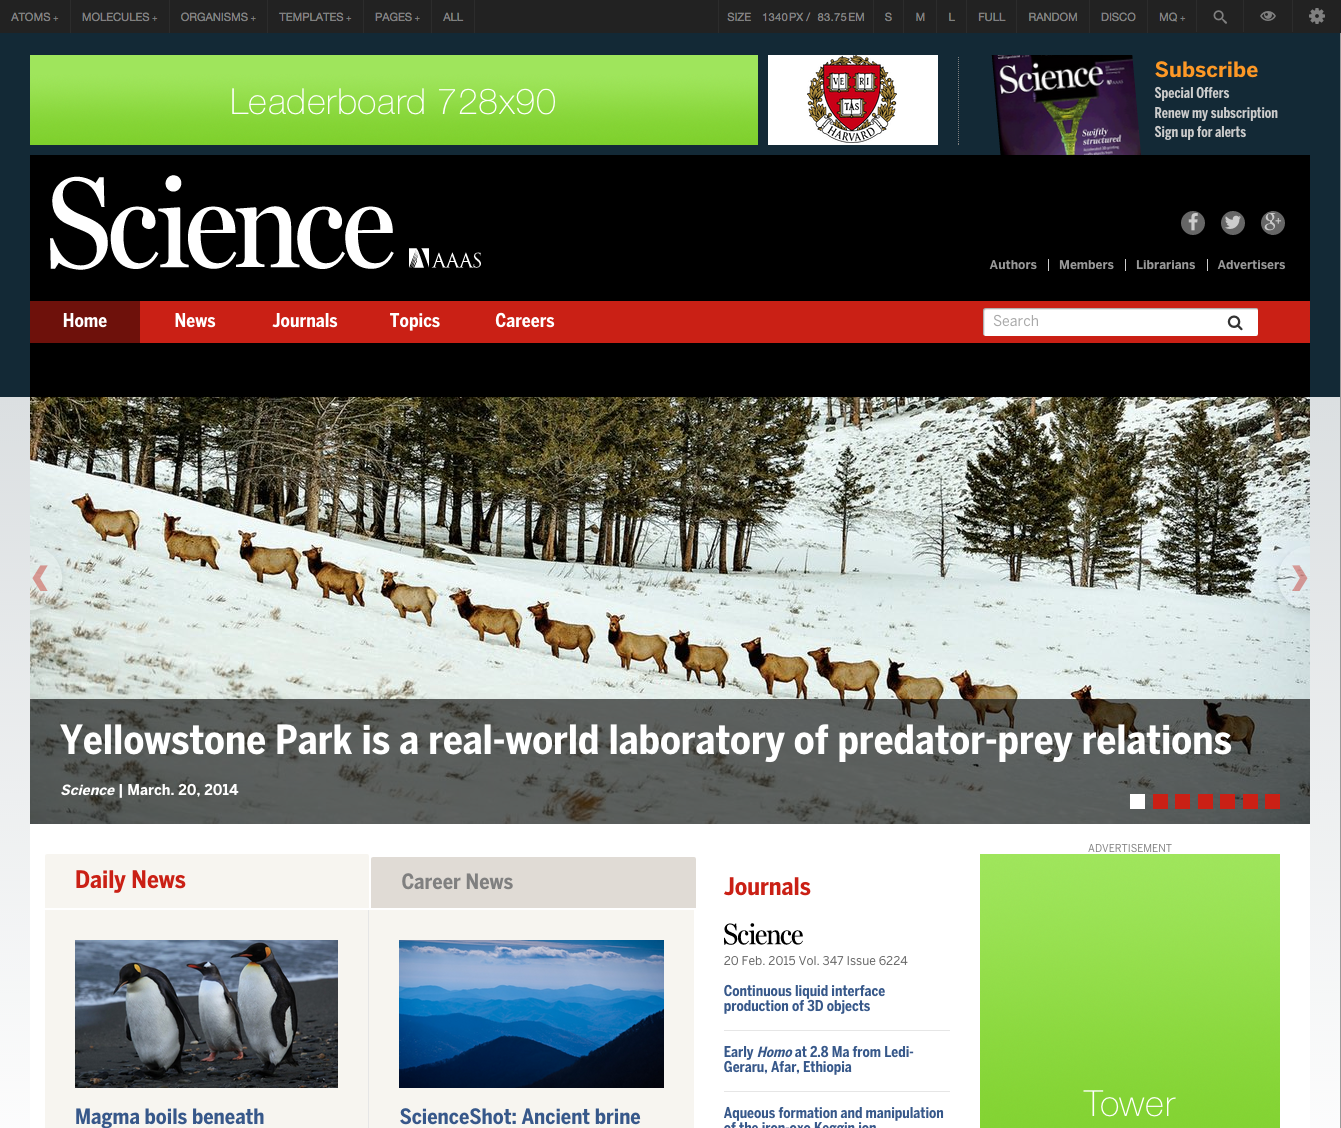 ATOMS + MOLECULES + ORGANISMS + TEMPLATES + PAGES + ALL SIZE 1340PX / 83.75EM S M L FULL RANDOM DISCO MQ +
Leaderboard 728x90
VE RI
TAS
HARVARD
Science
AAAS
Swiftly
structured
Subscribe
Special Offers
Renew my subscription
Sign up for alerts
Science
AAAS
Authors | Members | Librarians | Advertisers
Home News Journals Topics Careers
Search
Yellowstone Park is a real-world laboratory of predator-prey relations
Science | March. 20, 2014
Daily News
Career News
Magma boils beneath
ScienceShot: Ancient brine
Journals
Science
20 Feb. 2015 Vol. 347 Issue 6224
Continuous liquid interface
production of 3D objects
Early Homo at 2.8 Ma from Ledi-
Geraru, Afar, Ethiopia
Aqueous formation and manipulation
of the iron-oxo Keggin ion
ADVERTISEMENT
Tower